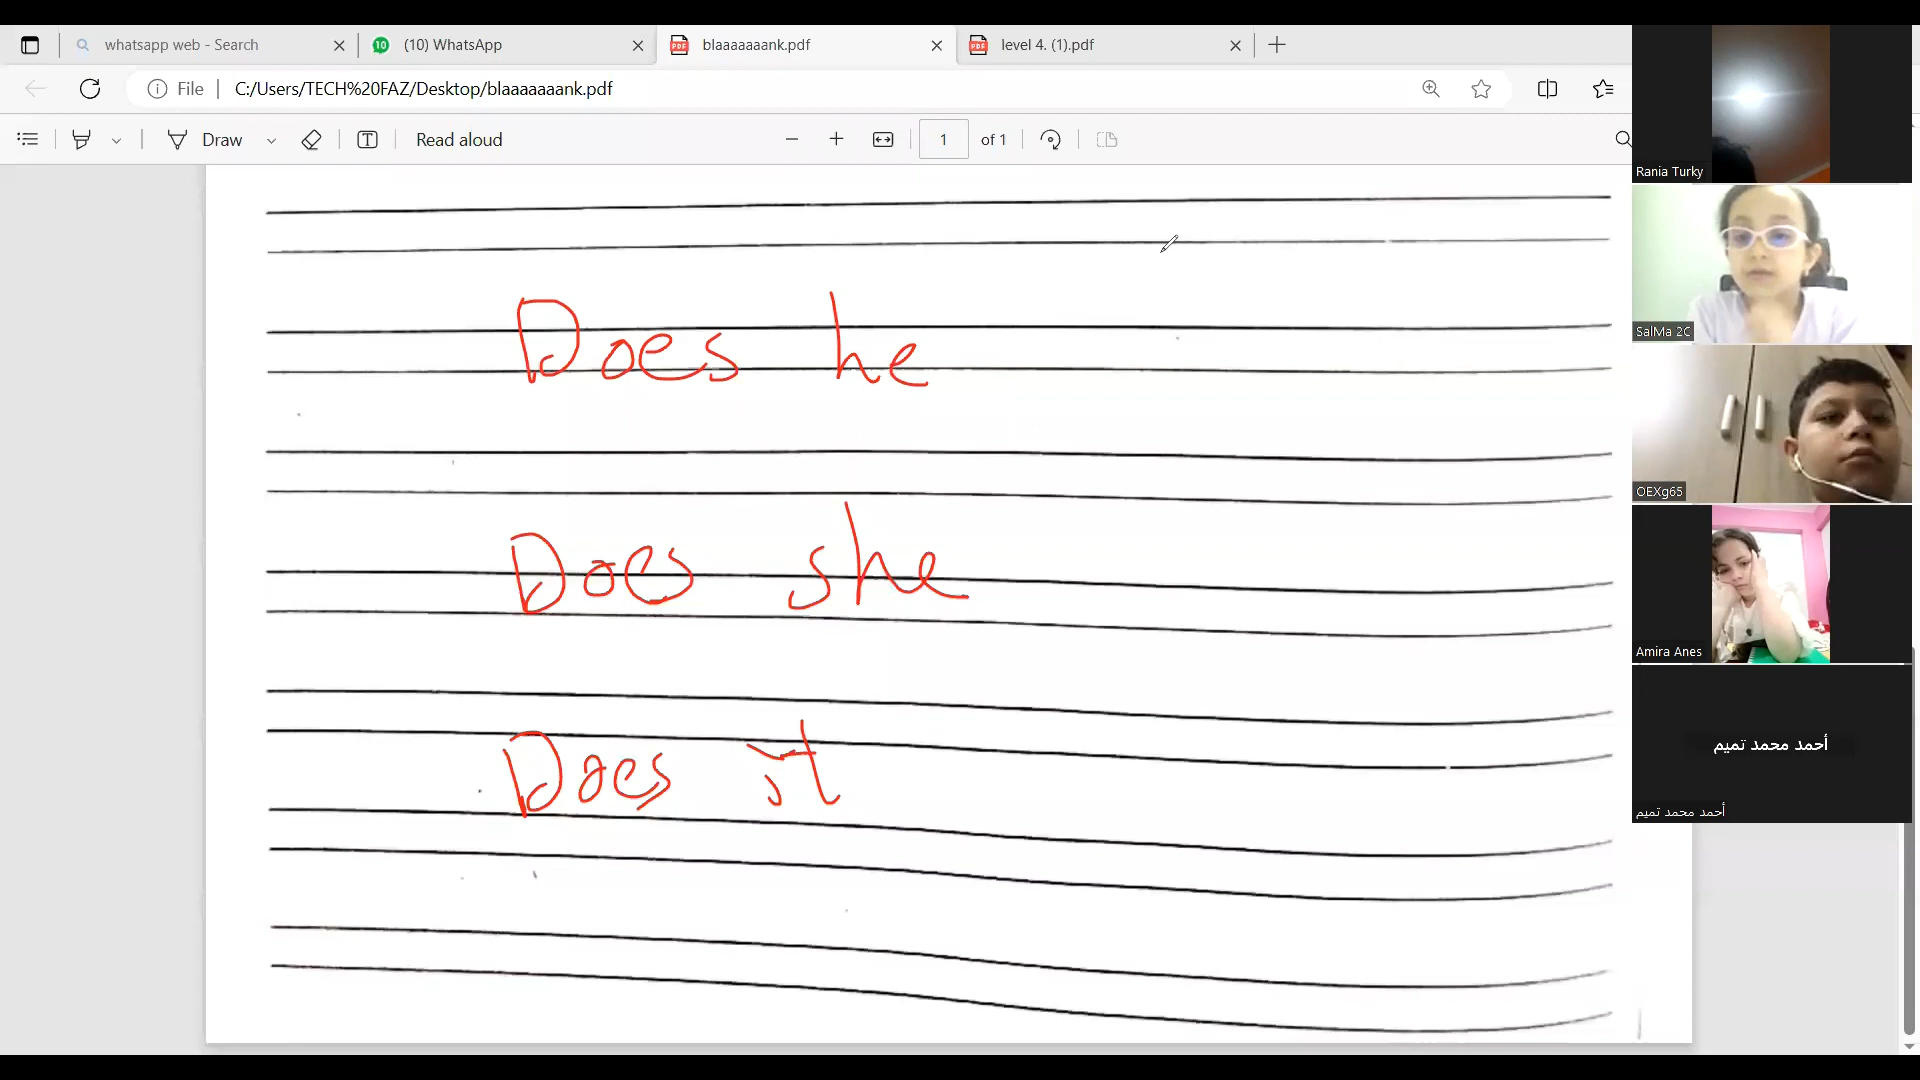 whatsapp web - Search
(10) WhatsApp
blaaaaaaank.pdf
level 4. (1).pdf
File
C:/Users/TECH%20FAZ/Desktop/blaaaaaaank.pdf
Draw
Read aloud
1
of 1
Does he
Does she
Does it
Rania Turky
SalMa 2C
OEXg65
Amira Anes
أحمد محمد تميم
أحمد محمد تميم